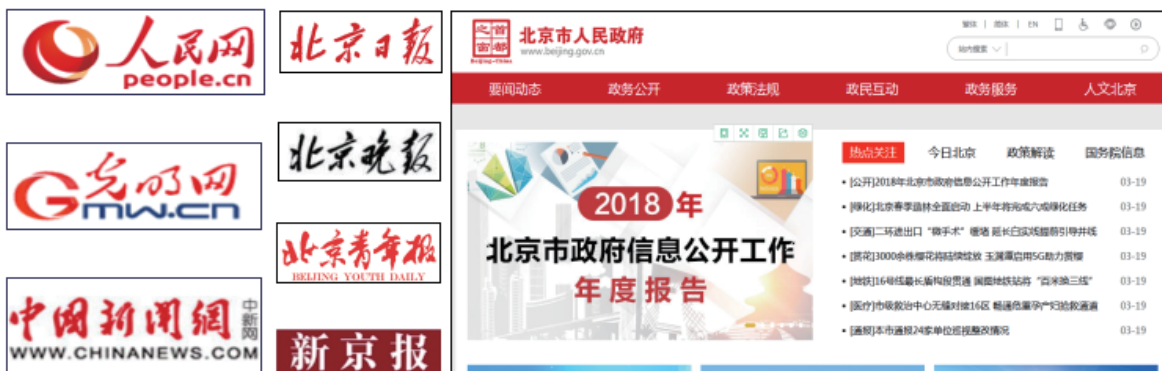 人民网
people.cn
光明网
Gmw.cn
中國新聞網
中新网
WWW.CHINANEWS.COM
北京日报
北京晚报
北京青年报
BEIJING YOUTH DAILY
新京报
首都之窗
Beijing-China
北京市人民政府
www.beijing.gov.cn
繁体 | 简体 | EN
站内搜索
要闻动态 政务公开 政策法规 政民互动 政务服务 人文北京
2018年
北京市政府信息公开工作
年度报告
热点关注 今日北京 政策解读 国务院信息
• [公开]2018年北京市政府信息公开工作年度报告 03-19
• [绿化]北京春季造林全面启动 上半年将完成六成绿化任务 03-19
• [交通]二环进出口“微手术”缓堵 延长白实线提前引导并线 03-19
• [赏花]3000余株樱花将陆续绽放 玉渊潭启用5G助力赏樱 03-19
• [地铁]16号线最长盾构段贯通 国图地铁站将“百米换三线” 03-19
• [医疗]市级救治中心无缝对接16区 畅通危重孕产妇抢救通道 03-19
• [通报]本市通报24家单位巡视整改情况 03-19